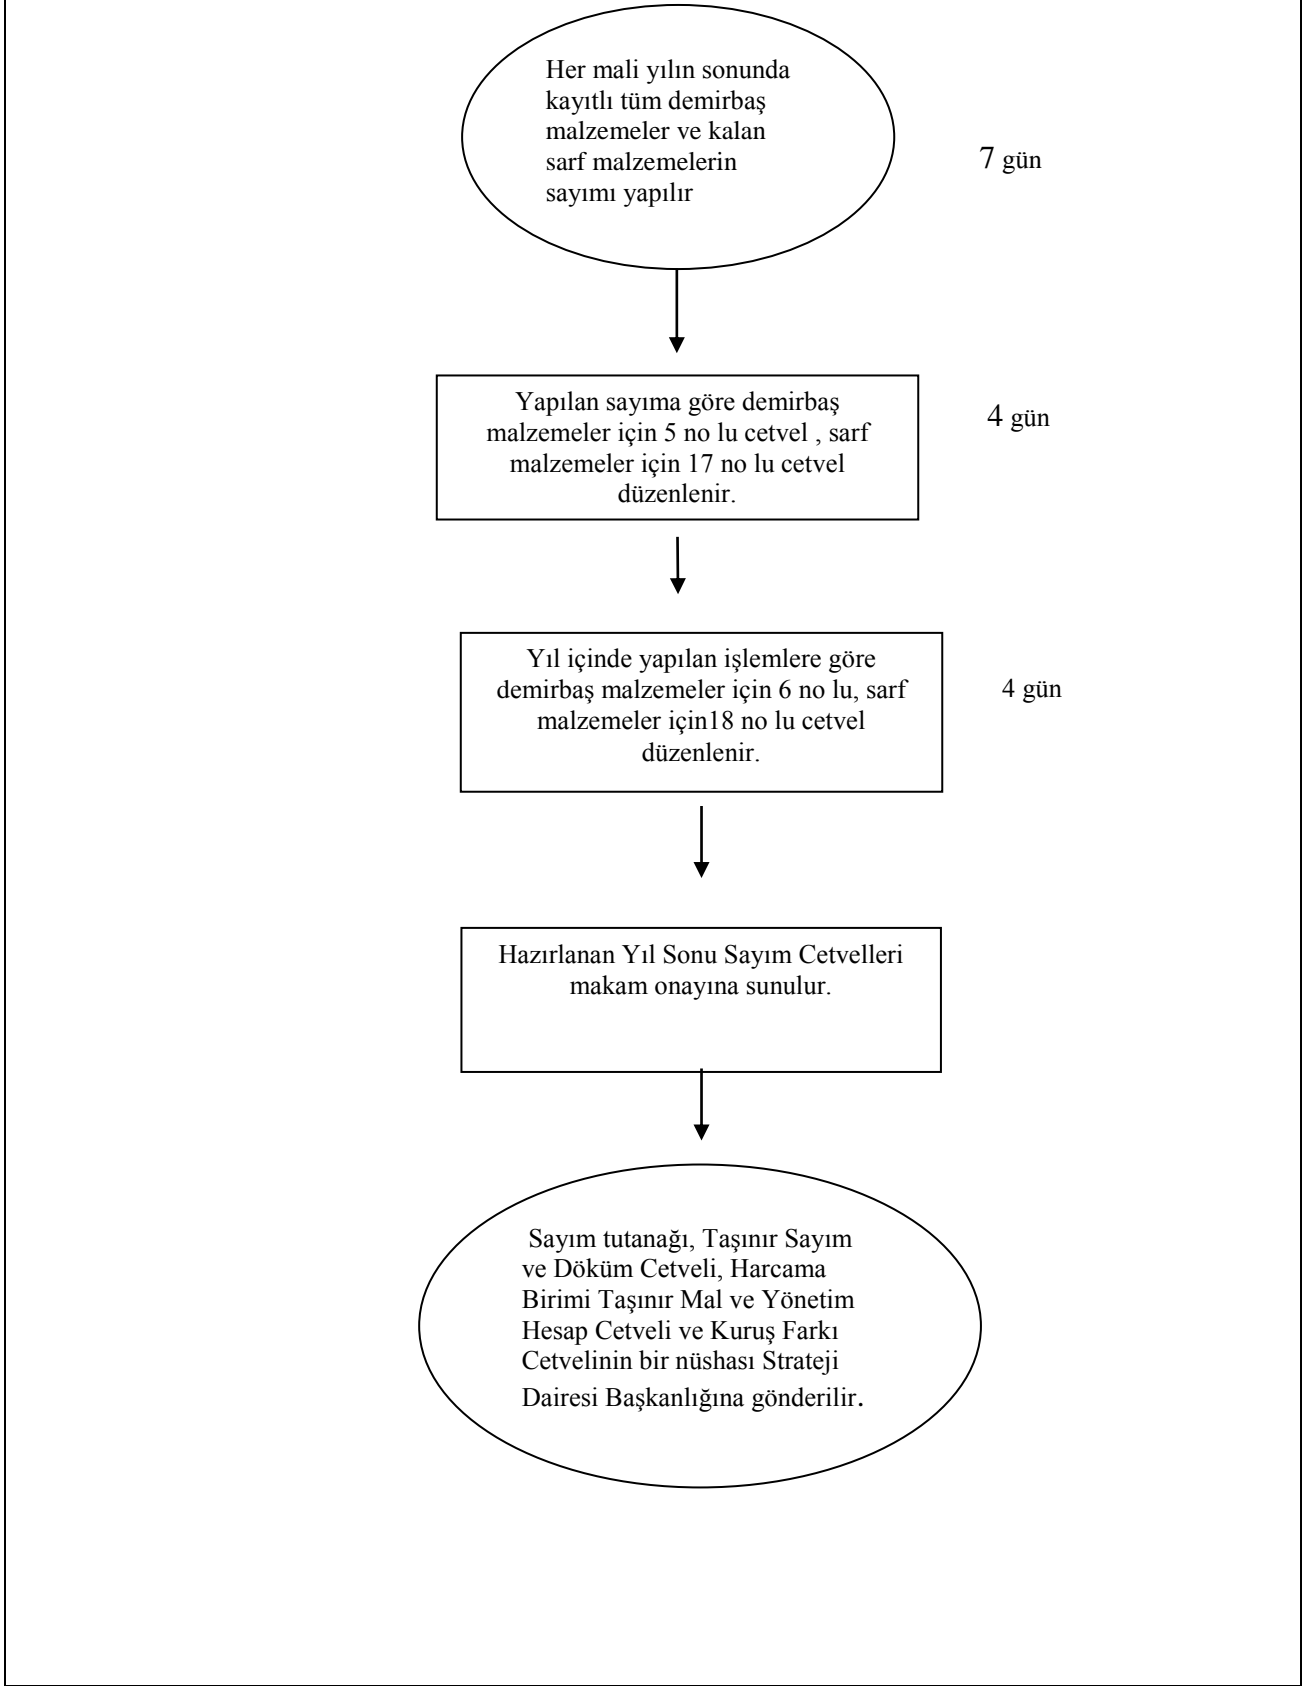 Her mali yılın sonunda
kayıtlı tüm demirbaş
malzemeler ve kalan
sarf malzemelerin
sayımı yapılır
7 gün
Yapılan sayıma göre demirbaş
malzemeler için 5 no lu cetvel , sarf
malzemeler için 17 no lu cetvel
düzenlenir.
4 gün
Yıl içinde yapılan işlemlere göre
demirbaş malzemeler için 6 no lu, sarf
malzemeler için18 no lu cetvel
düzenlenir.
4 gün
Hazırlanan Yıl Sonu Sayım Cetvelleri
makam onayına sunulur.
Sayım tutanağı, Taşınır Sayım
ve Döküm Cetveli, Harcama
Birimi Taşınır Mal ve Yönetim
Hesap Cetveli ve Kuruş Farkı
Cetvelinin bir nüshası Strateji
Dairesi Başkanlığına gönderilir.